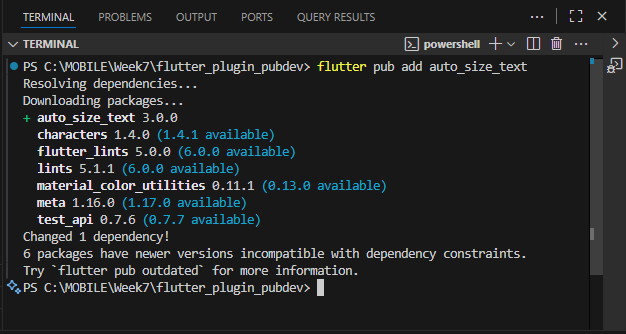 TERMINAL PROBLEMS OUTPUT PORTS QUERY RESULTS
TERMINAL powershell
PS C:\MOBILE\Week7\flutter_plugin_pubdev> flutter pub add auto_size_text
Resolving dependencies...
Downloading packages...
+ auto_size_text 3.0.0
characters 1.4.0 (1.4.1 available)
flutter_lints 5.0.0 (6.0.0 available)
lints 5.1.1 (6.0.0 available)
material_color_utilities 0.11.1 (0.13.0 available)
meta 1.16.0 (1.17.0 available)
test_api 0.7.6 (0.7.7 available)
Changed 1 dependency!
6 packages have newer versions incompatible with dependency constraints.
Try `flutter pub outdated` for more information.
PS C:\MOBILE\Week7\flutter_plugin_pubdev>